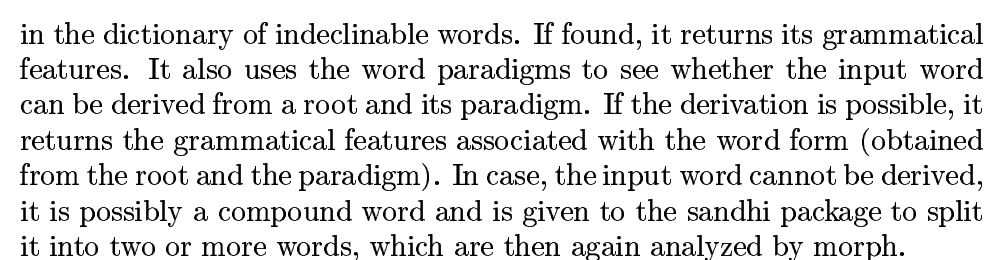 in the dictionary of indeclinable words. If found, it returns its grammatical
features. It also uses the word paradigms to see whether the input word
can be derived from a root and its paradigm. If the derivation is possible, it
returns the grammatical features associated with the word form (obtained
from the root and the paradigm). In case, the input word cannot be derived,
it is possibly a compound word and is given to the sandhi package to split
it into two or more words, which are then again analyzed by morph.